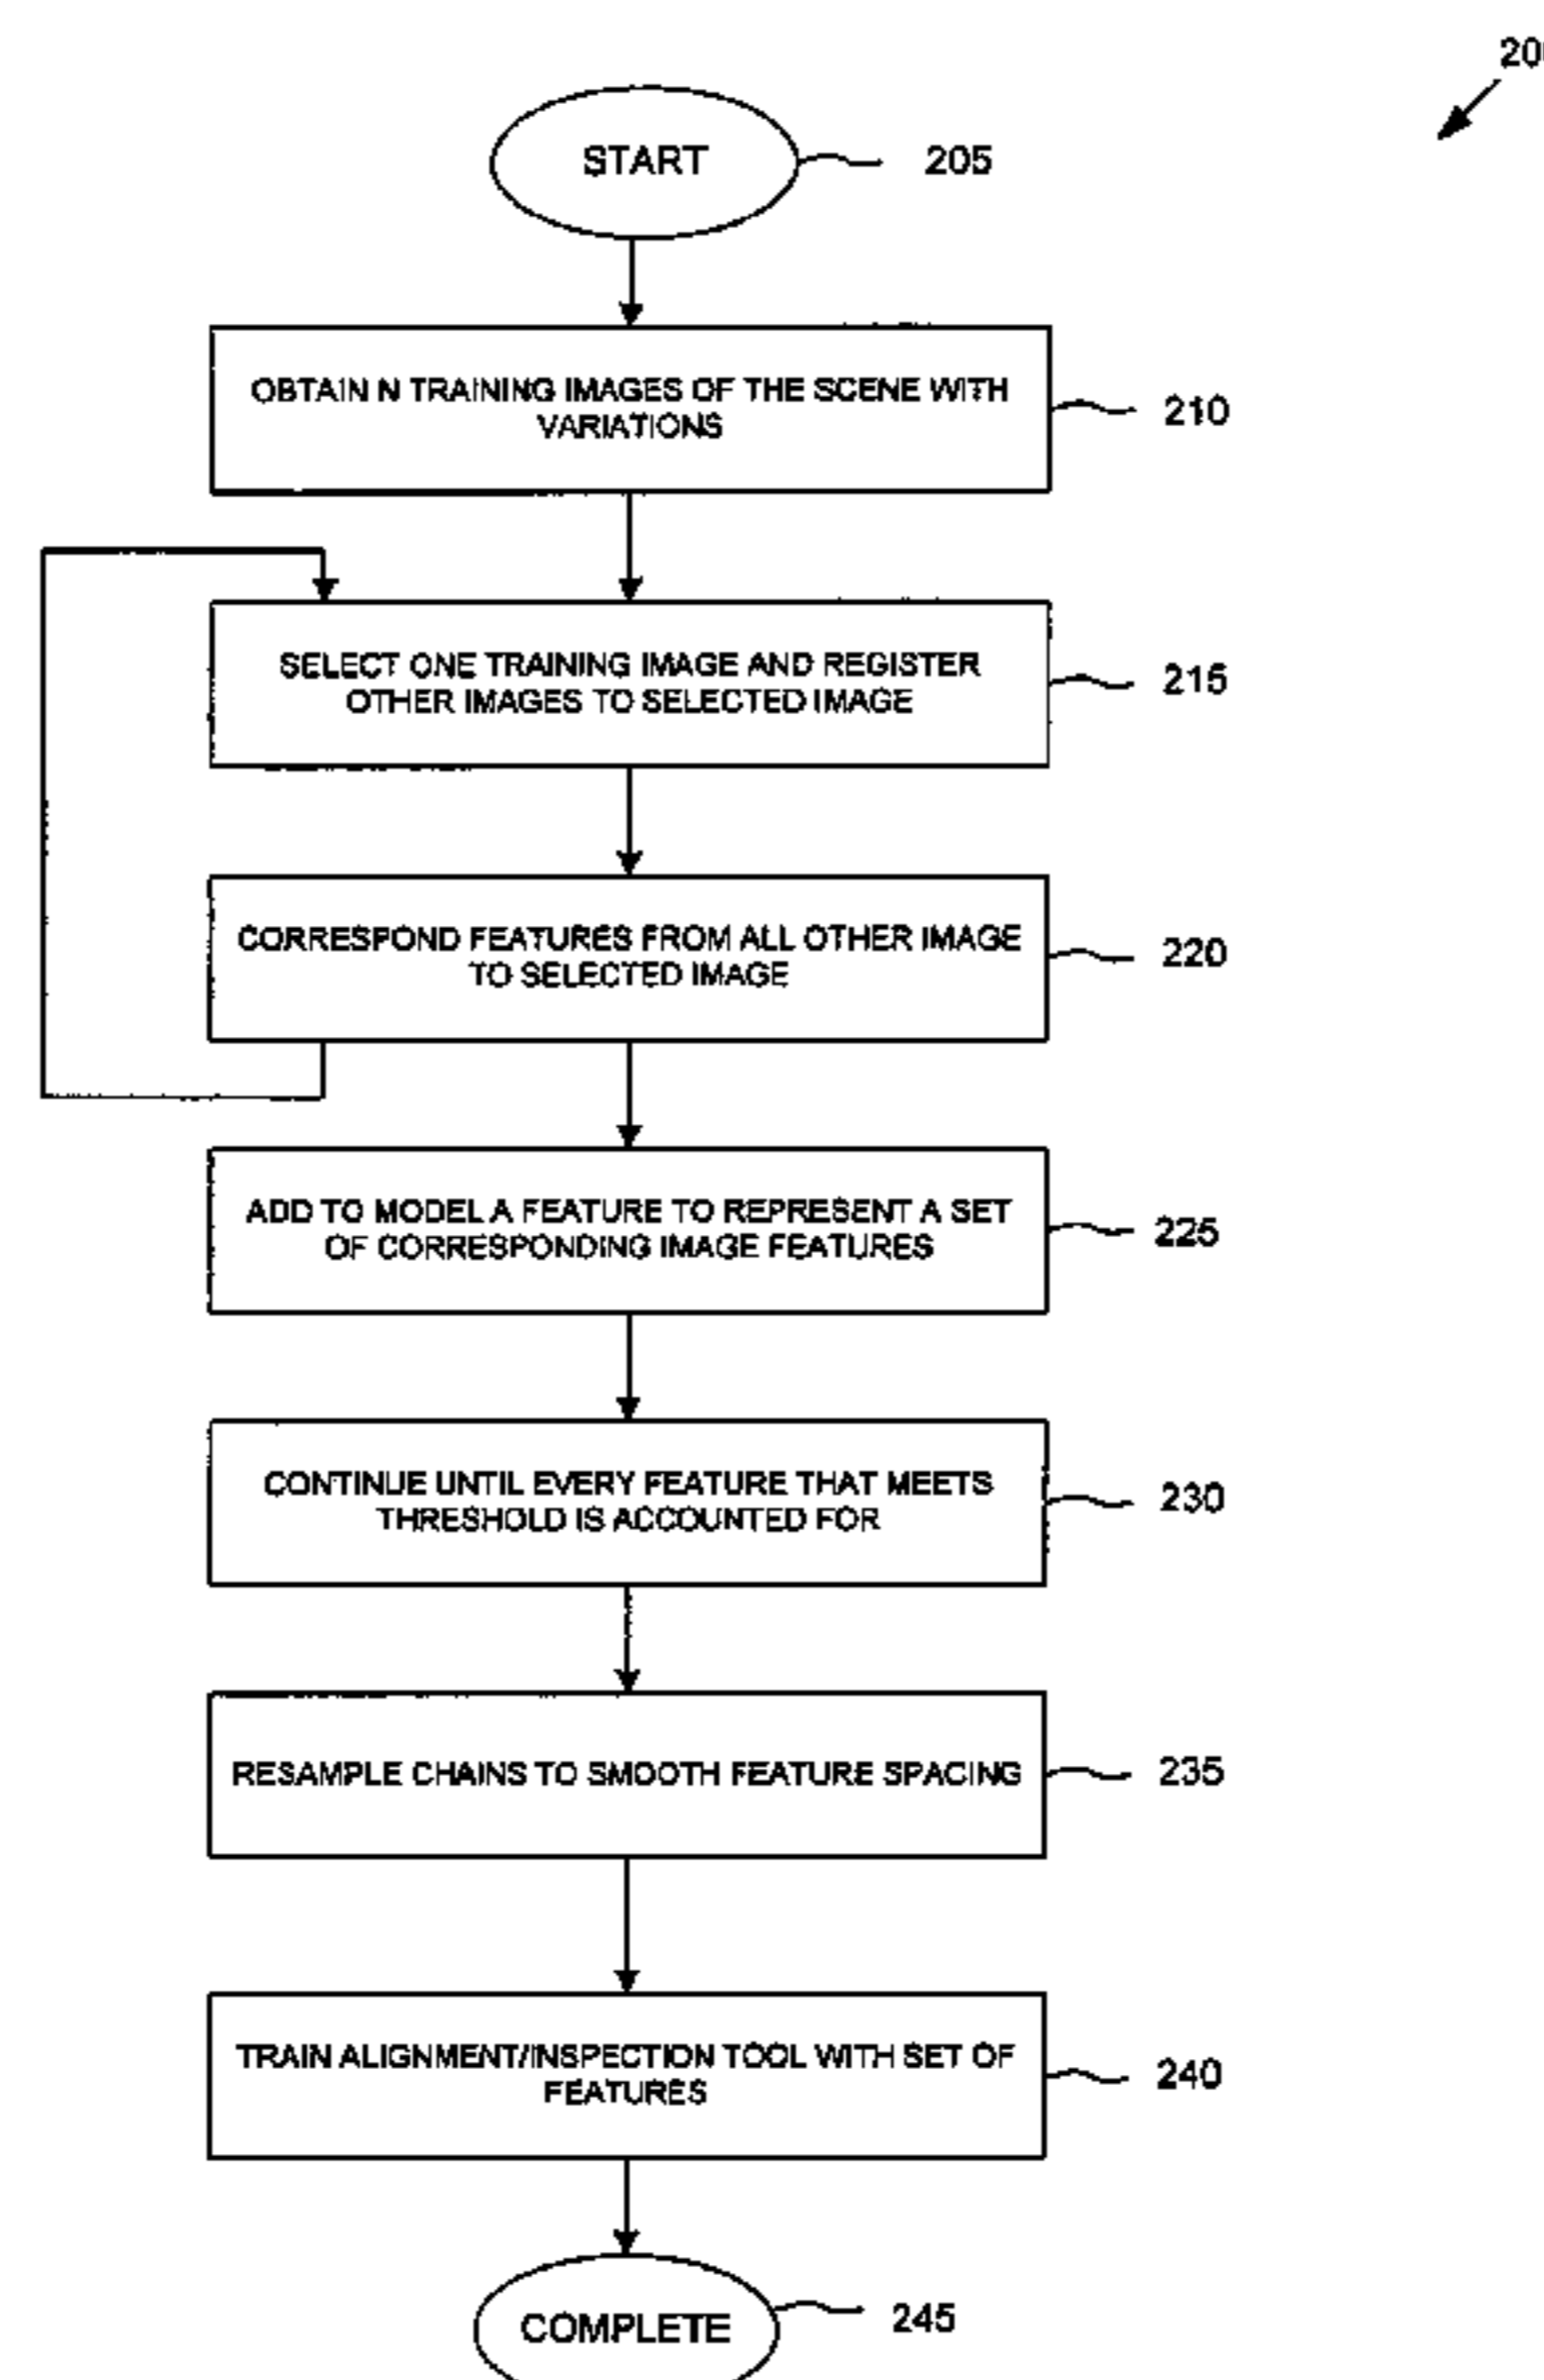 20
START
205
OBTAIN N TRAINING IMAGES OF THE SCENE WITH
VARIATIONS
210
SELECT ONE TRAINING IMAGE AND REGISTER
OTHER IMAGES TO SELECTED IMAGE
215
CORRESPOND FEATURES FROM ALL OTHER IMAGE
TO SELECTED IMAGE
220
ADD TO MODEL A FEATURE TO REPRESENT A SET
OF CORRESPONDING IMAGE FEATURES
225
CONTINUE UNTIL EVERY FEATURE THAT MEETS
THRESHOLD IS ACCOUNTED FOR
230
RESAMPLE CHAINS TO SMOOTH FEATURE SPACING
235
TRAIN ALIGNMENT/INSPECTION TOOL WITH SET OF
FEATURES
240
COMPLETE
245